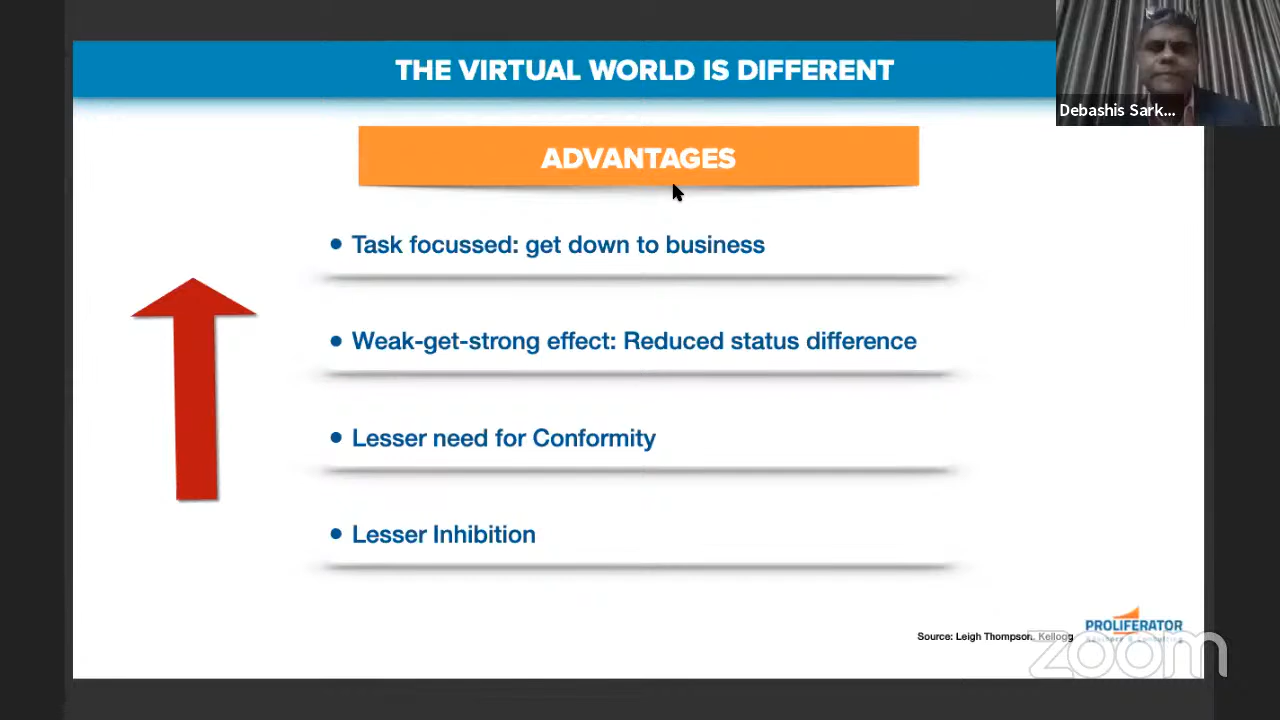 THE VIRTUAL WORLD IS DIFFERENT
Debashis Sark...
ADVANTAGES
• Task focussed: get down to business
• Weak-get-strong effect: Reduced status difference
• Lesser need for Conformity
• Lesser Inhibition
Source: Leigh Thompson, Kellogg
PROLIFERATOR
zoom